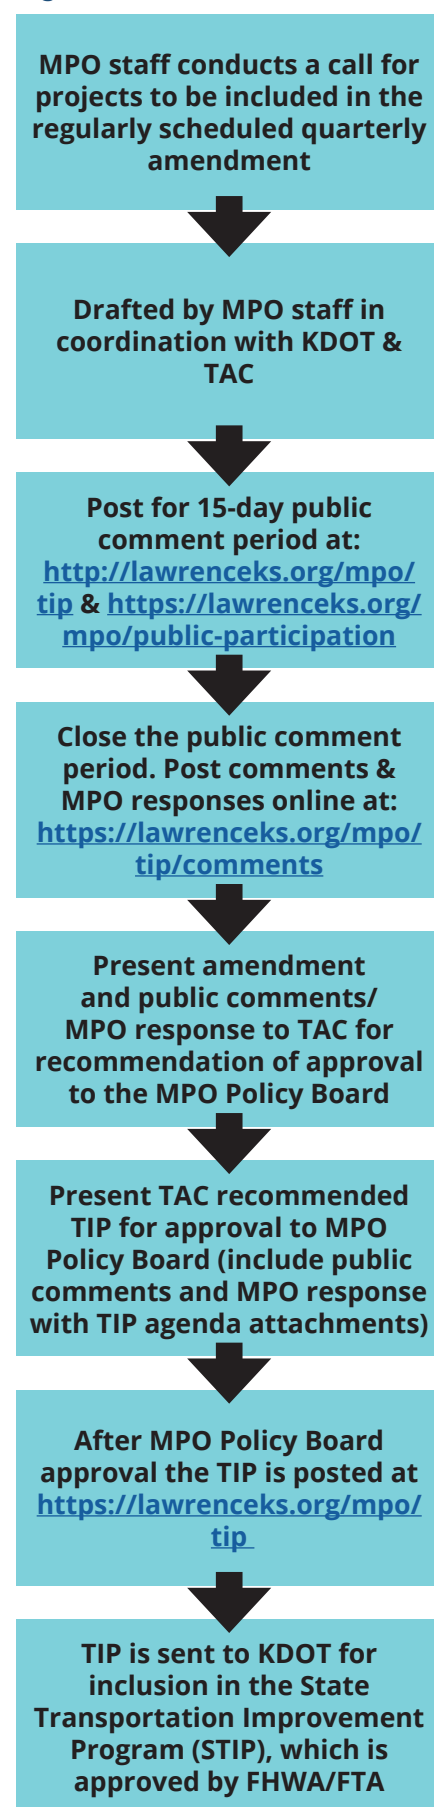 MPO staff conducts a call for
projects to be included in the
regularly scheduled quarterly
amendment
Drafted by MPO staff in
coordination with KDOT &
TAC
Post for 15-day public
comment period at:
http://lawrenceks.org/mpo/
tip & https://lawrenceks.org/
mpo/public-participation
Close the public comment
period. Post comments &
MPO responses online at:
https://lawrenceks.org/mpo/
tip/comments
Present amendment
and public comments/
MPO response to TAC for
recommendation of approval
to the MPO Policy Board
Present TAC recommended
TIP for approval to MPO
Policy Board (include public
comments and MPO response
with TIP agenda attachments)
After MPO Policy Board
approval the TIP is posted at
https://lawrenceks.org/mpo/
tip
TIP is sent to KDOT for
inclusion in the State
Transportation Improvement
Program (STIP), which is
approved by FHWA/FTA